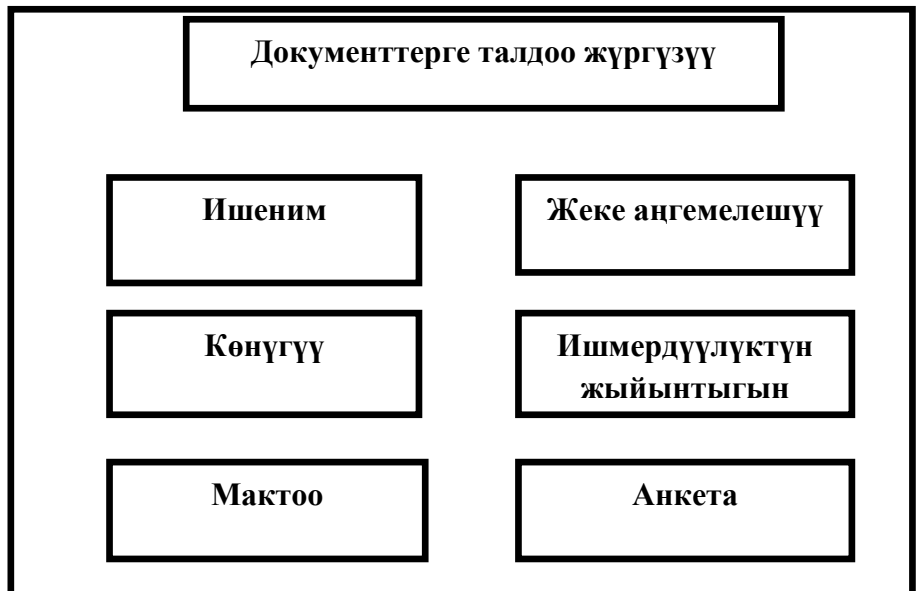 Документтерге талдоо жүргүзүү
Ишеним
Жеке аңгемелешүү
Көнүгүү
Ишмердүүлүктүн
жыйынтыгын
Мактоо
Анкета